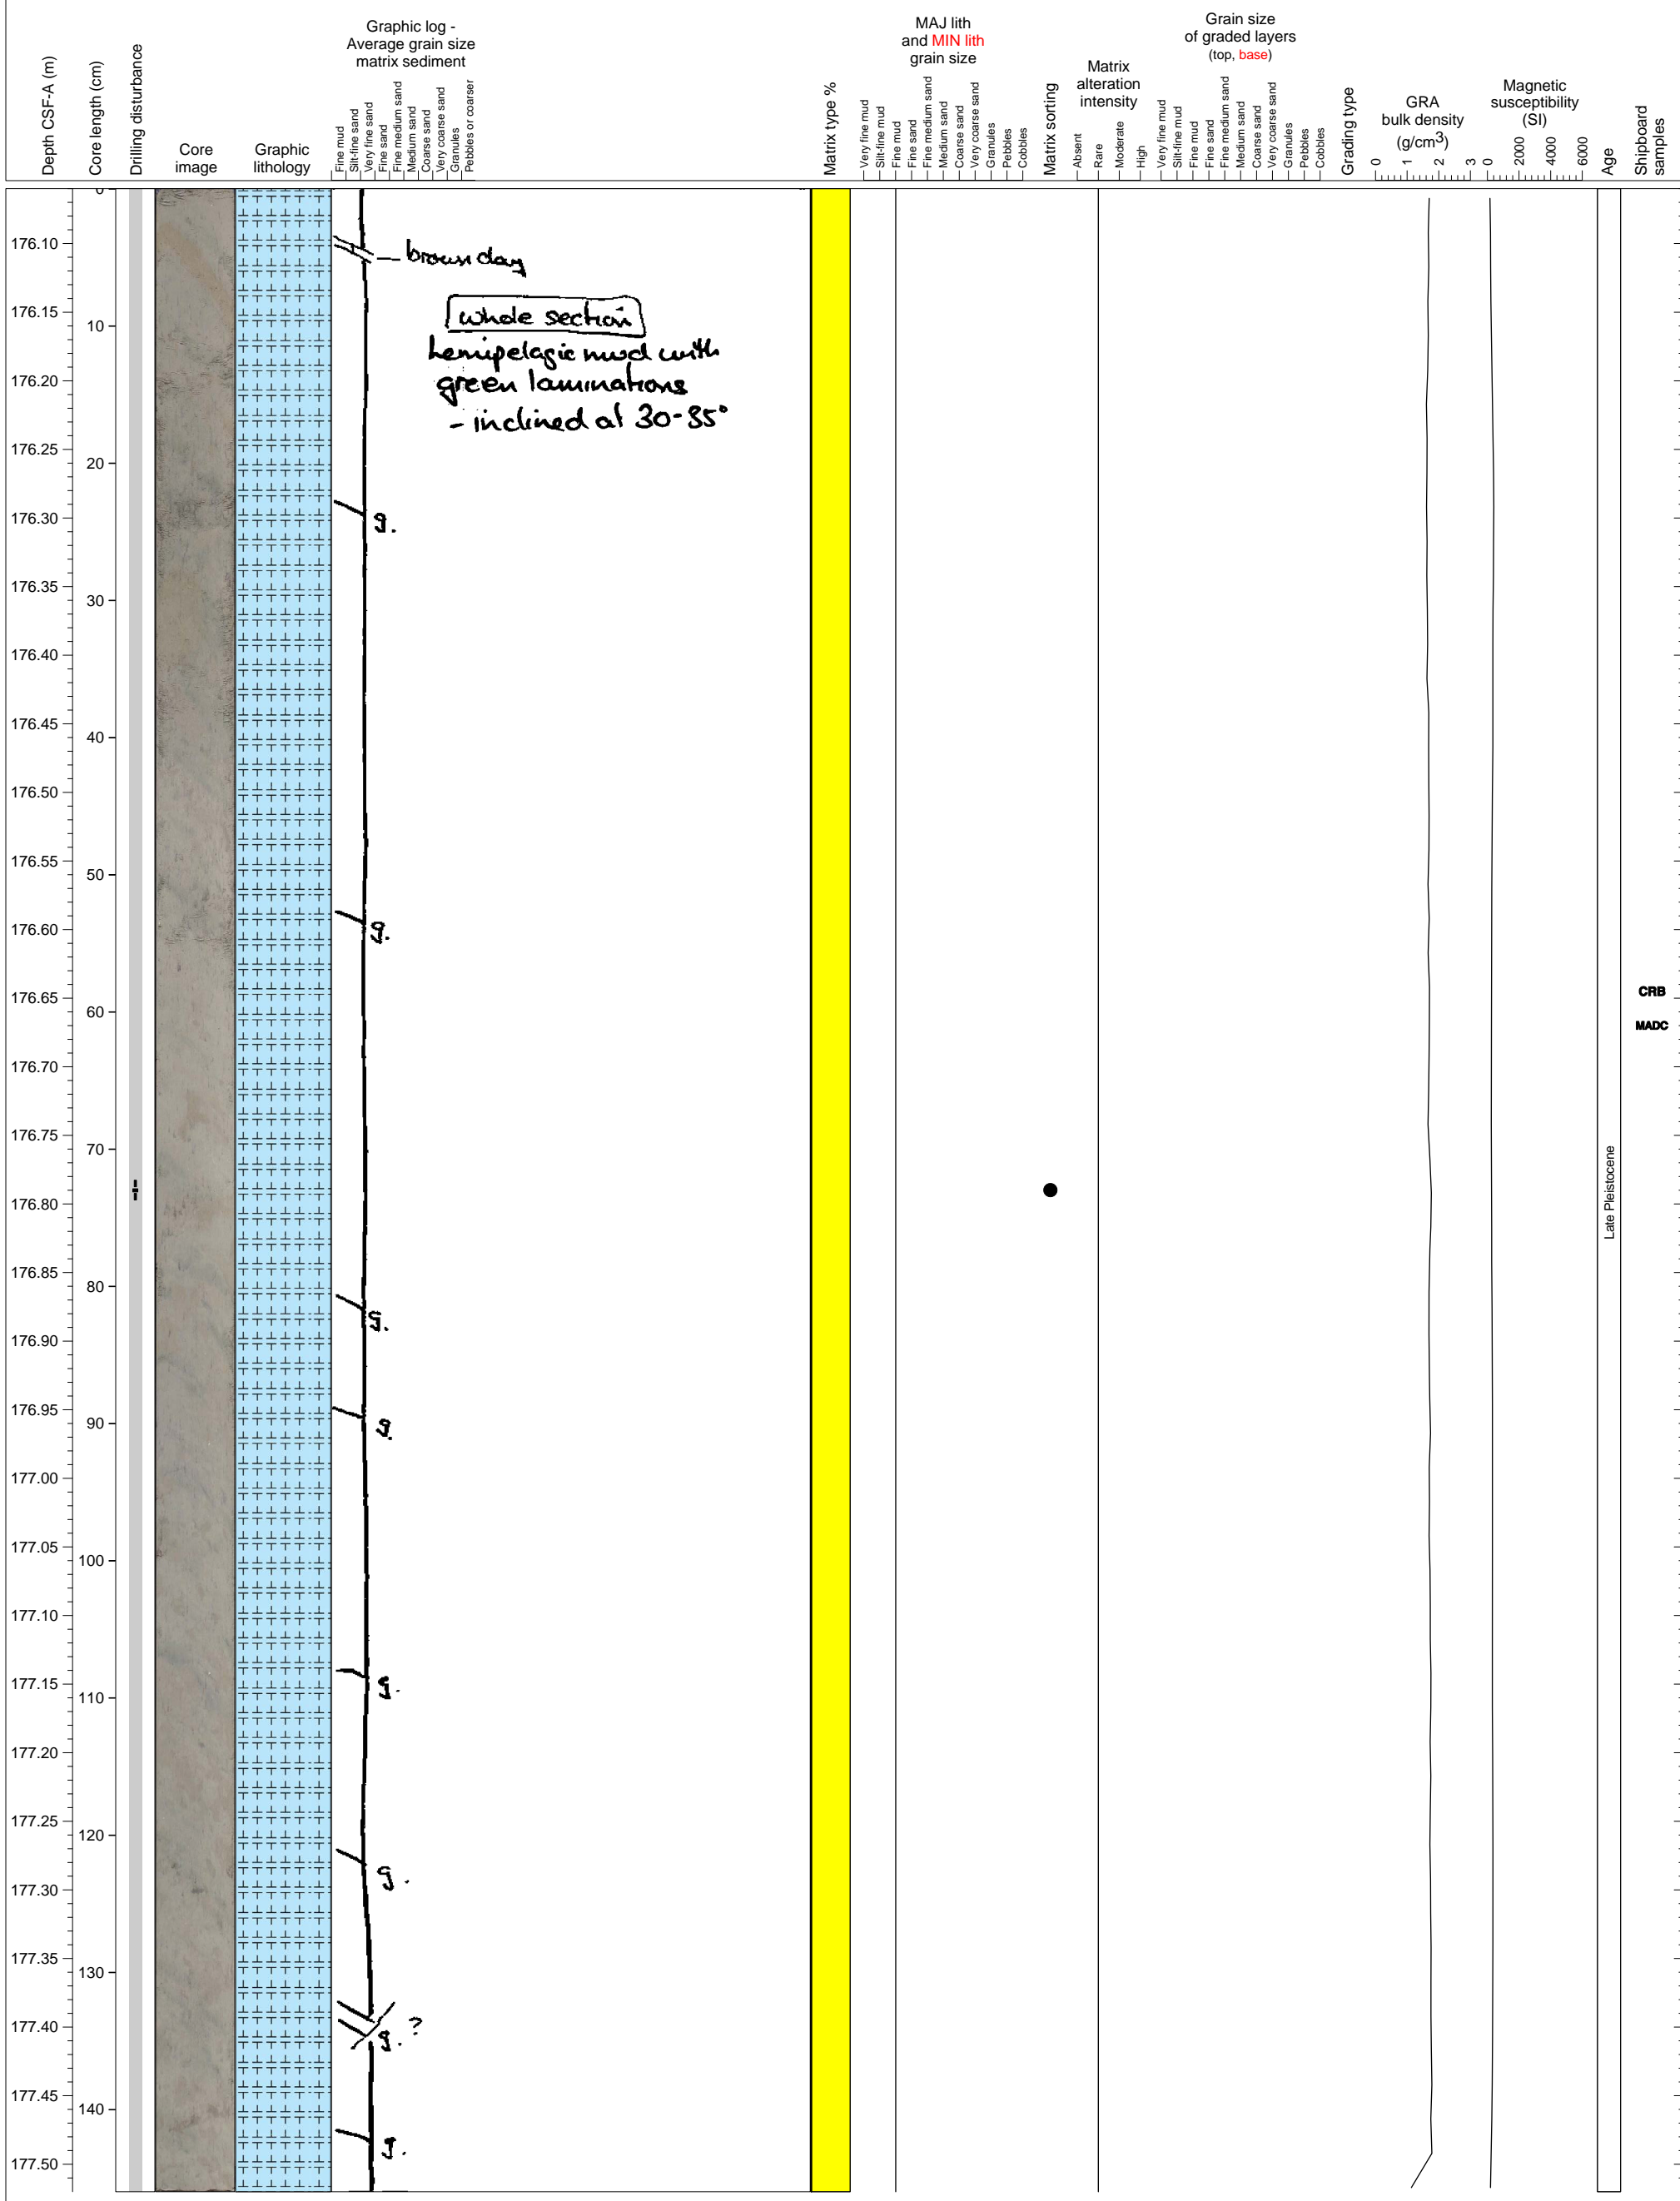 Depth CSF-A (m)
Core length (cm)
Drilling disturbance
Core
image
Graphic
lithology
Graphic log -
Average grain size
matrix sediment
Fine mud
Silt-fine sand
Very fine sand
Fine sand
Fine medium sand
Medium sand
Coarse sand
Very coarse sand
Granules
Pebbles or coarser
Matrix type %
MAJ lith
and MIN lith
grain size
Very fine mud
Silt-fine mud
Fine mud
Fine sand
Fine medium sand
Medium sand
Coarse sand
Very coarse sand
Granules
Pebbles
Cobbles
Matrix sorting
Matrix
alteration
intensity
Absent
Rare
Moderate
High
Grain size
of graded layers
(top, base)
Very fine mud
Silt-fine mud
Fine mud
Fine sand
Fine medium sand
Medium sand
Coarse sand
Very coarse sand
Granules
Pebbles
Cobbles
Grading type
GRA
bulk density
(g/cm3)
0 1 2 3
Magnetic
susceptibility
(SI)
0 2000 4000 6000
Age
Shipboard
samples
0
176.10
brown clay
176.15
10
whole section
hemipelagic mud with
176.20
green laminations
- inclined at 30-35°
176.25
20
176.30
g.
176.35
30
176.40
176.45
40
176.50
176.55
50
176.60
g.
176.65
CRB
60
MADC
176.70
176.75
70
Late Pleistocene
176.80
176.85
80
g.
176.90
176.95
90
g.
177.00
177.05
100
177.10
177.15
g.
110
177.20
177.25
120
g.
177.30
177.35
130
177.40
g. ?
177.45
140
g.
177.50